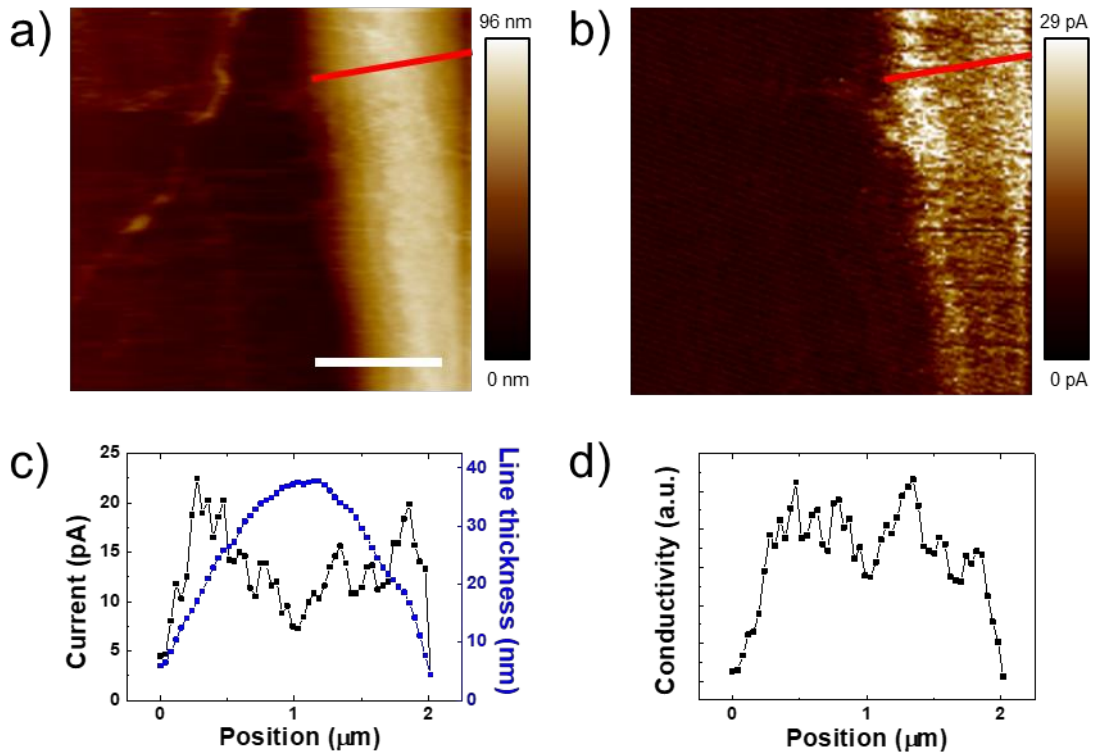 a)
96 nm
0 nm
b)
29 pA
0 pA
c)
Current (pA)
25
20
15
10
5
0
0
1
2
Position (μm)
40
30
20
10
0
Line thickness (nm)
d)
Conductivity (a.u.)
0
1
2
Position (μm)